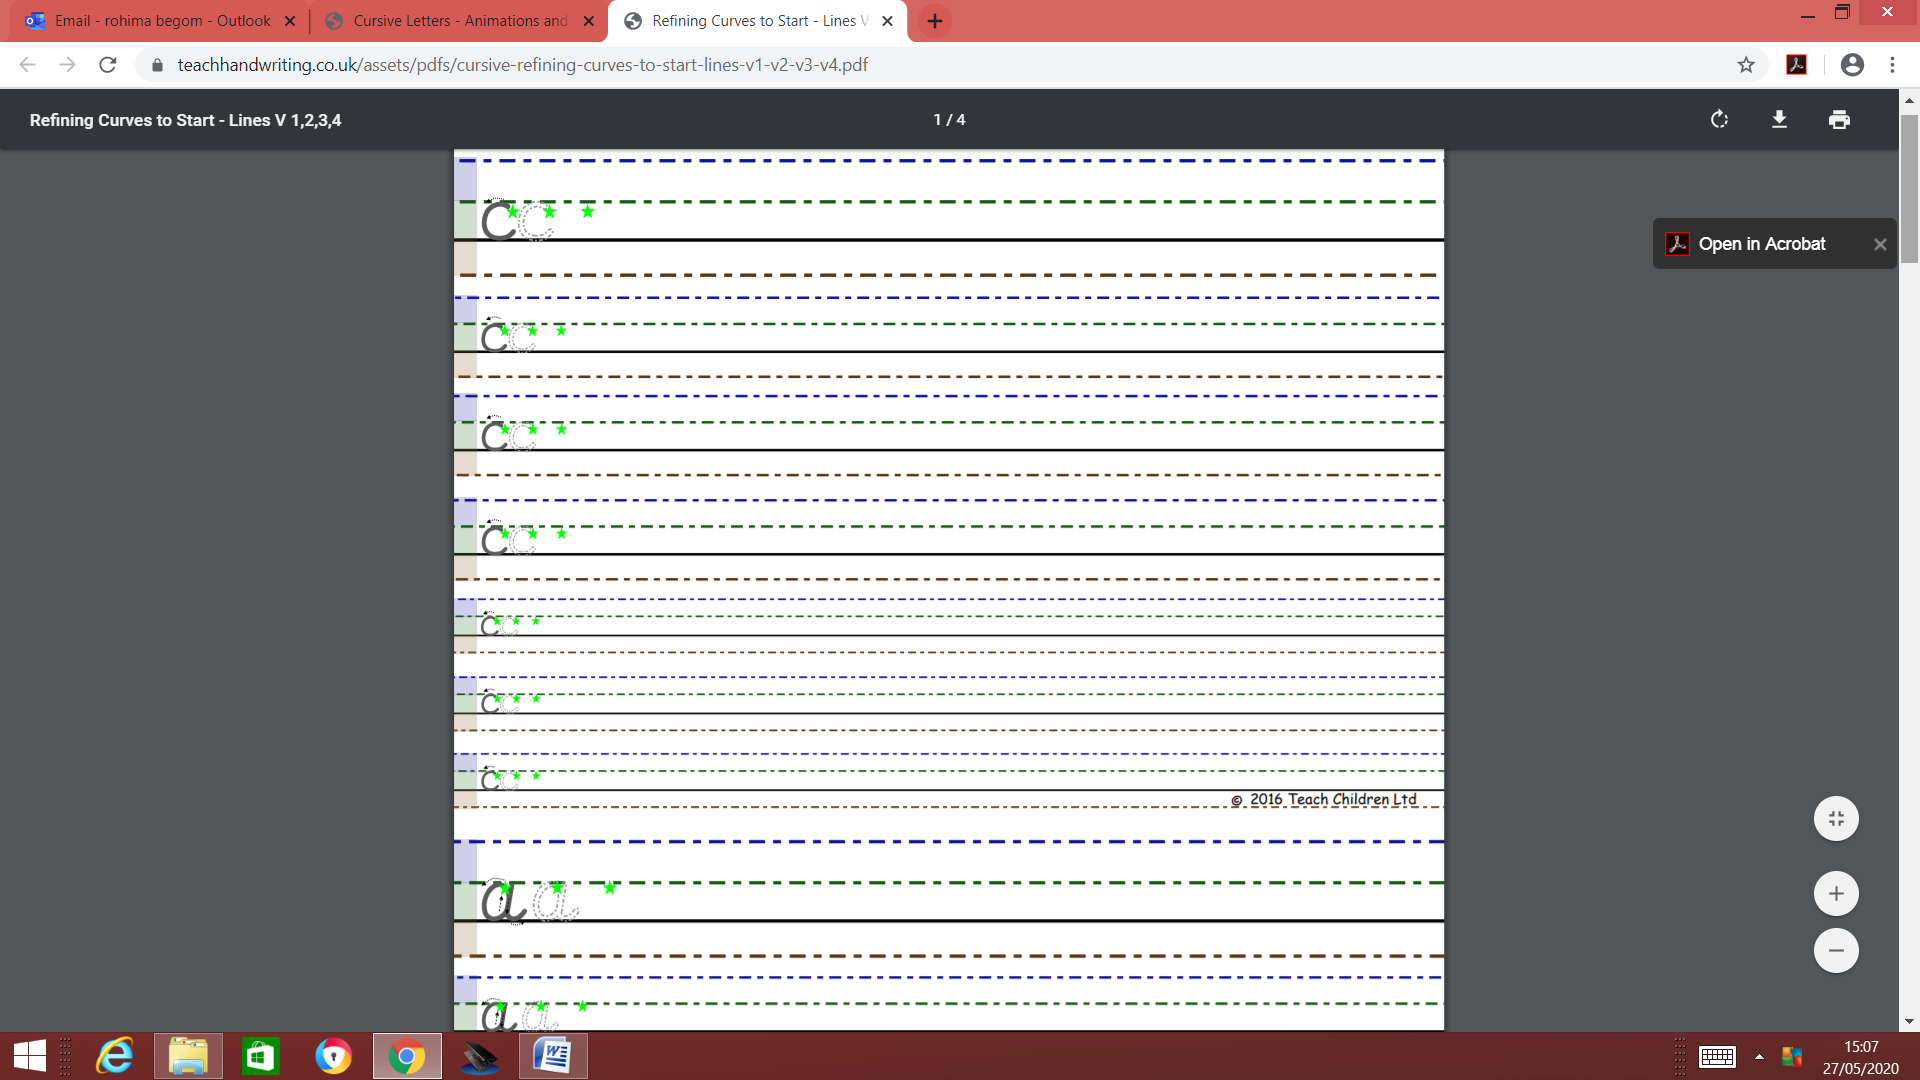 Email - rohima begom - Outlook
Cursive Letters - Animations and
Refining Curves to Start - Lines V
teachhandwriting.co.uk/assets/pdfs/cursive-refining-curves-to-start-lines-v1-v2-v3-v4.pdf
Refining Curves to Start - Lines V 1,2,3,4
1 / 4
c c
Open in Acrobat
c c
c c
c c
c c
c c
c c
© 2016 Teach Children Ltd
a a
a a
15:07
27/05/2020